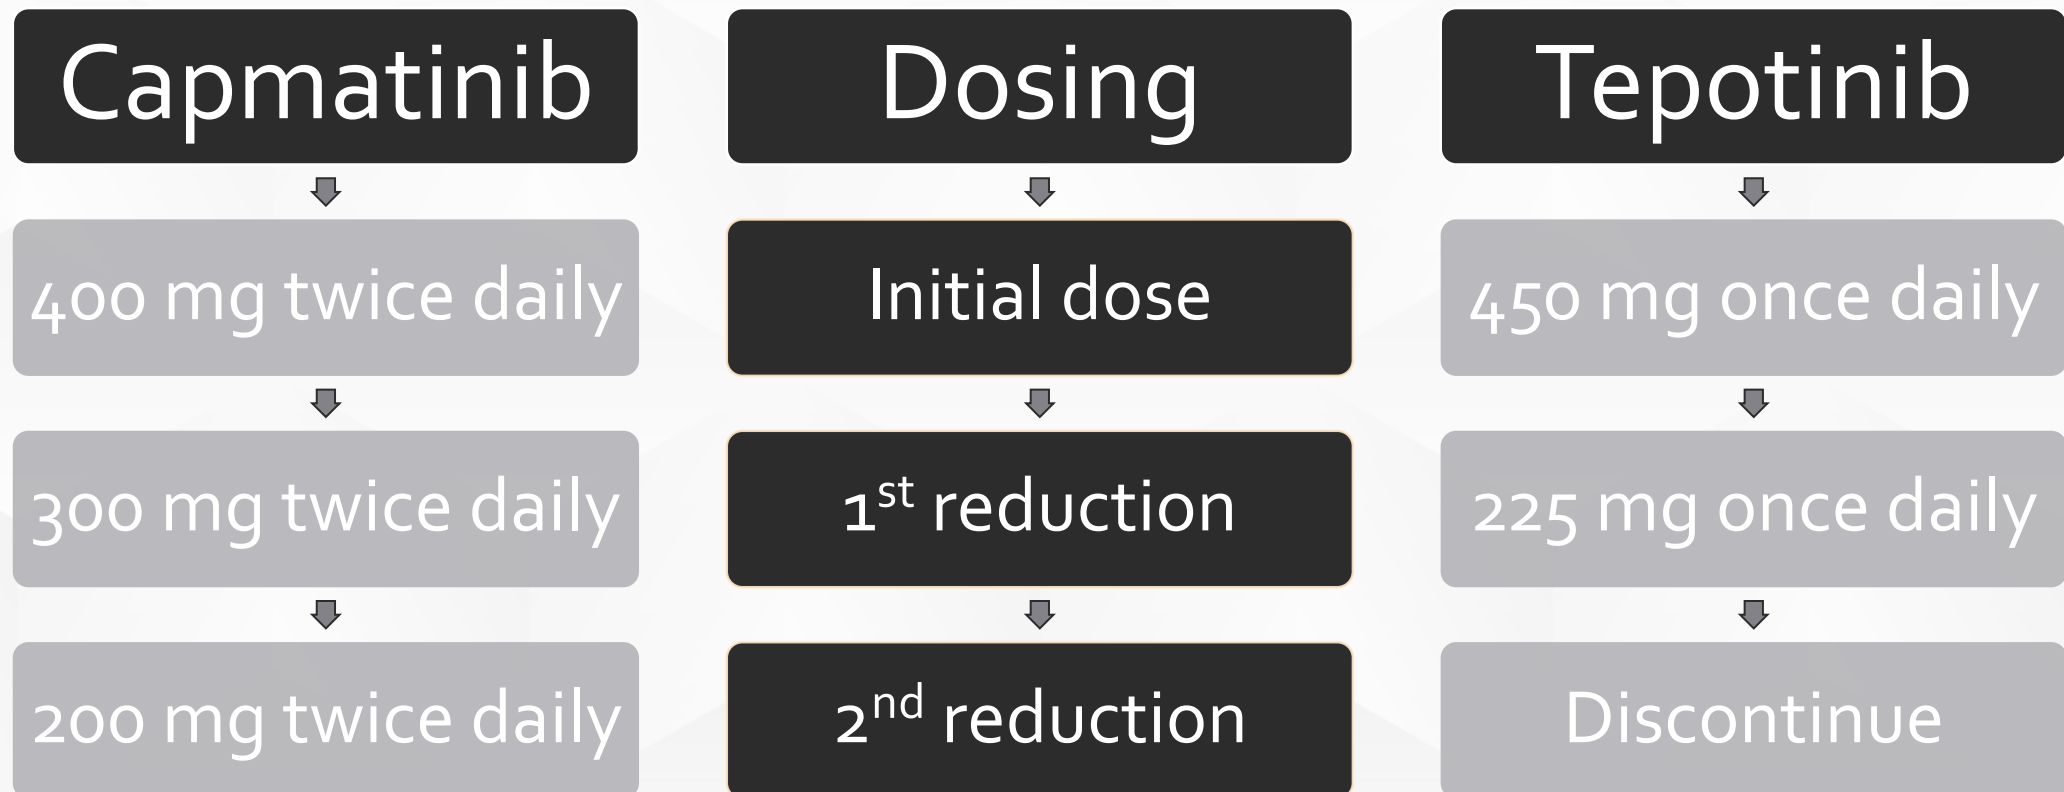 Capmatinib
400 mg twice daily
300 mg twice daily
200 mg twice daily
Dosing
Initial dose
1st reduction
2nd reduction
Tepotinib
450 mg once daily
225 mg once daily
Discontinue